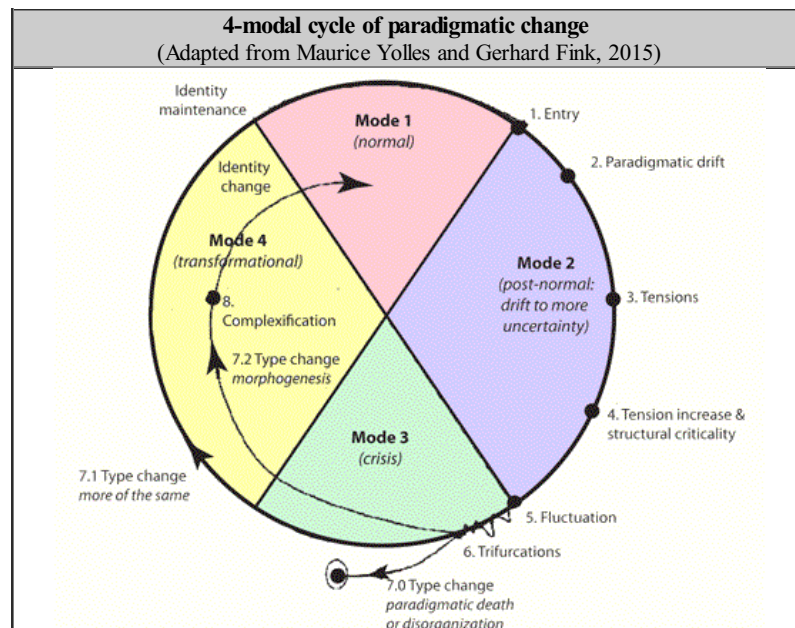 4-modal cycle of paradigmatic change
(Adapted from Maurice Yolles and Gerhard Fink, 2015)
Identity
maintenance
Mode 1
(normal)
1. Entry
2. Paradigmatic drift
Identity
change
Mode 4
(transformational)
Mode 2
(post-normal:
drift to more
uncertainty)
8.
Complexification
3. Tensions
7.2 Type change
morphogenesis
4. Tension increase &
structural criticality
Mode 3
(crisis)
7.1 Type change
more of the same
5. Fluctuation
6. Trifurcations
7.0 Type change
paradigmatic death
or disorganization